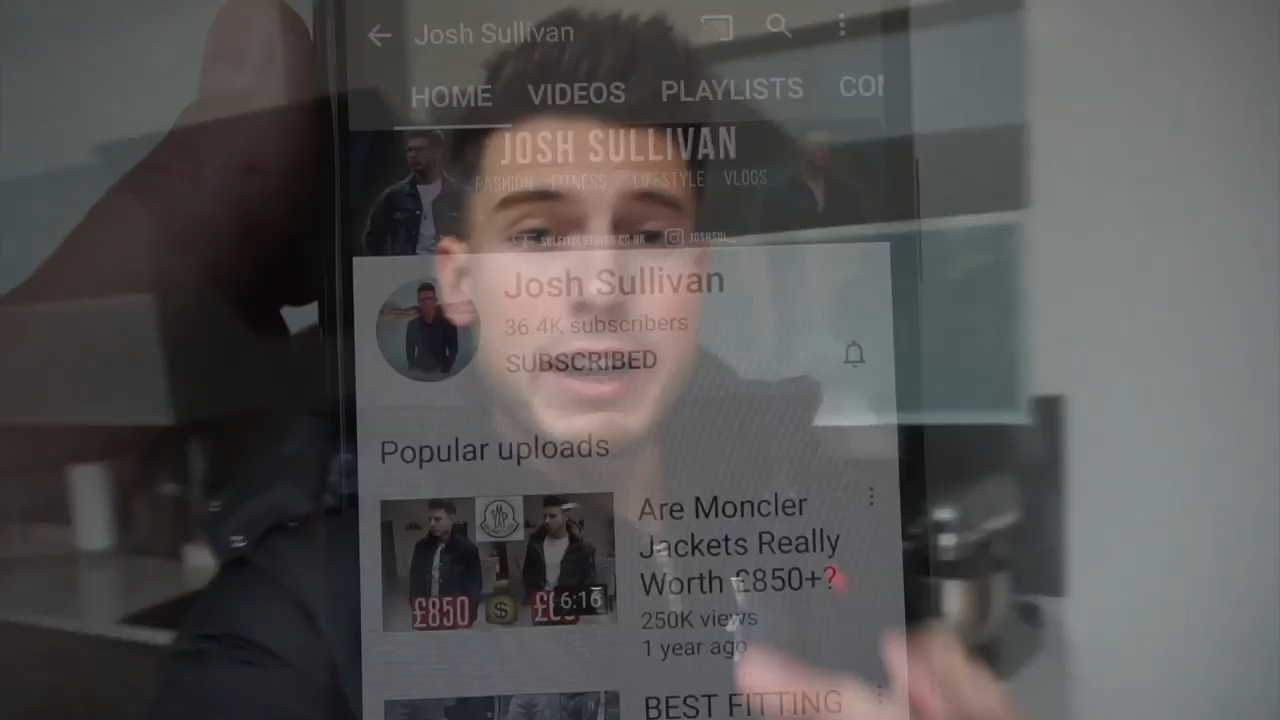 Josh Sullivan
HOME VIDEOS PLAYLISTS
JOSH SULLIVAN
FASHION FITNESS LIFESTYLE VLOGS
Josh Sullivan
36.4K subscribers
SUBSCRIBED
Popular uploads
Are Moncler
Jackets Really
Worth £850+?
250K views
1 year ago
£850
$
6:16
BEST FITTING